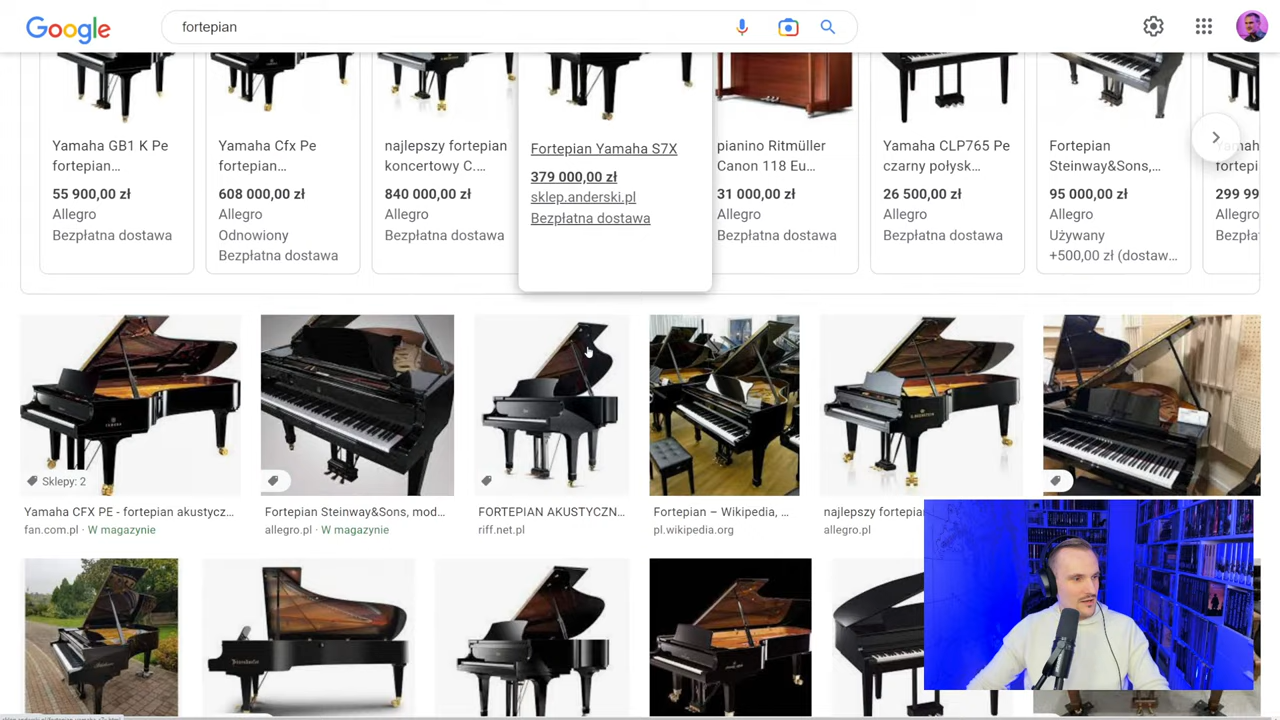 Google
fortepian
Yamaha GB1 K Pe
fortepian...
55 900,00 zł
Allegro
Bezpłatna dostawa
Yamaha Cfx Pe
fortepian...
608 000,00 zł
Allegro
Odnowiony
Bezpłatna dostawa
najlepszy fortepian
koncertowy C....
840 000,00 zł
Allegro
Bezpłatna dostawa
Fortepian Yamaha S7X
379 000,00 zł
sklep.anderski.pl
Bezpłatna dostawa
pianino Ritmüller
Canon 118 Eu...
31 000,00 zł
Allegro
Bezpłatna dostawa
Yamaha CLP765 Pe
czarny połysk...
26 500,00 zł
Allegro
Bezpłatna dostawa
Fortepian
Steinway&Sons,...
95 000,00 zł
Allegro
Używany
+500,00 zł (dostaw...
Yamah
299 99
Allegro
Bezpła
Sklepy: 2
Yamaha CFX PE - fortepian akustycz...
fan.com.pl · W magazynie
Fortepian Steinway&Sons, mod...
allegro.pl · W magazynie
FORTEPIAN AKUSTYCZN...
riff.net.pl
Fortepian – Wikipedia, ...
pl.wikipedia.org
najlepszy fortepian
allegro.pl